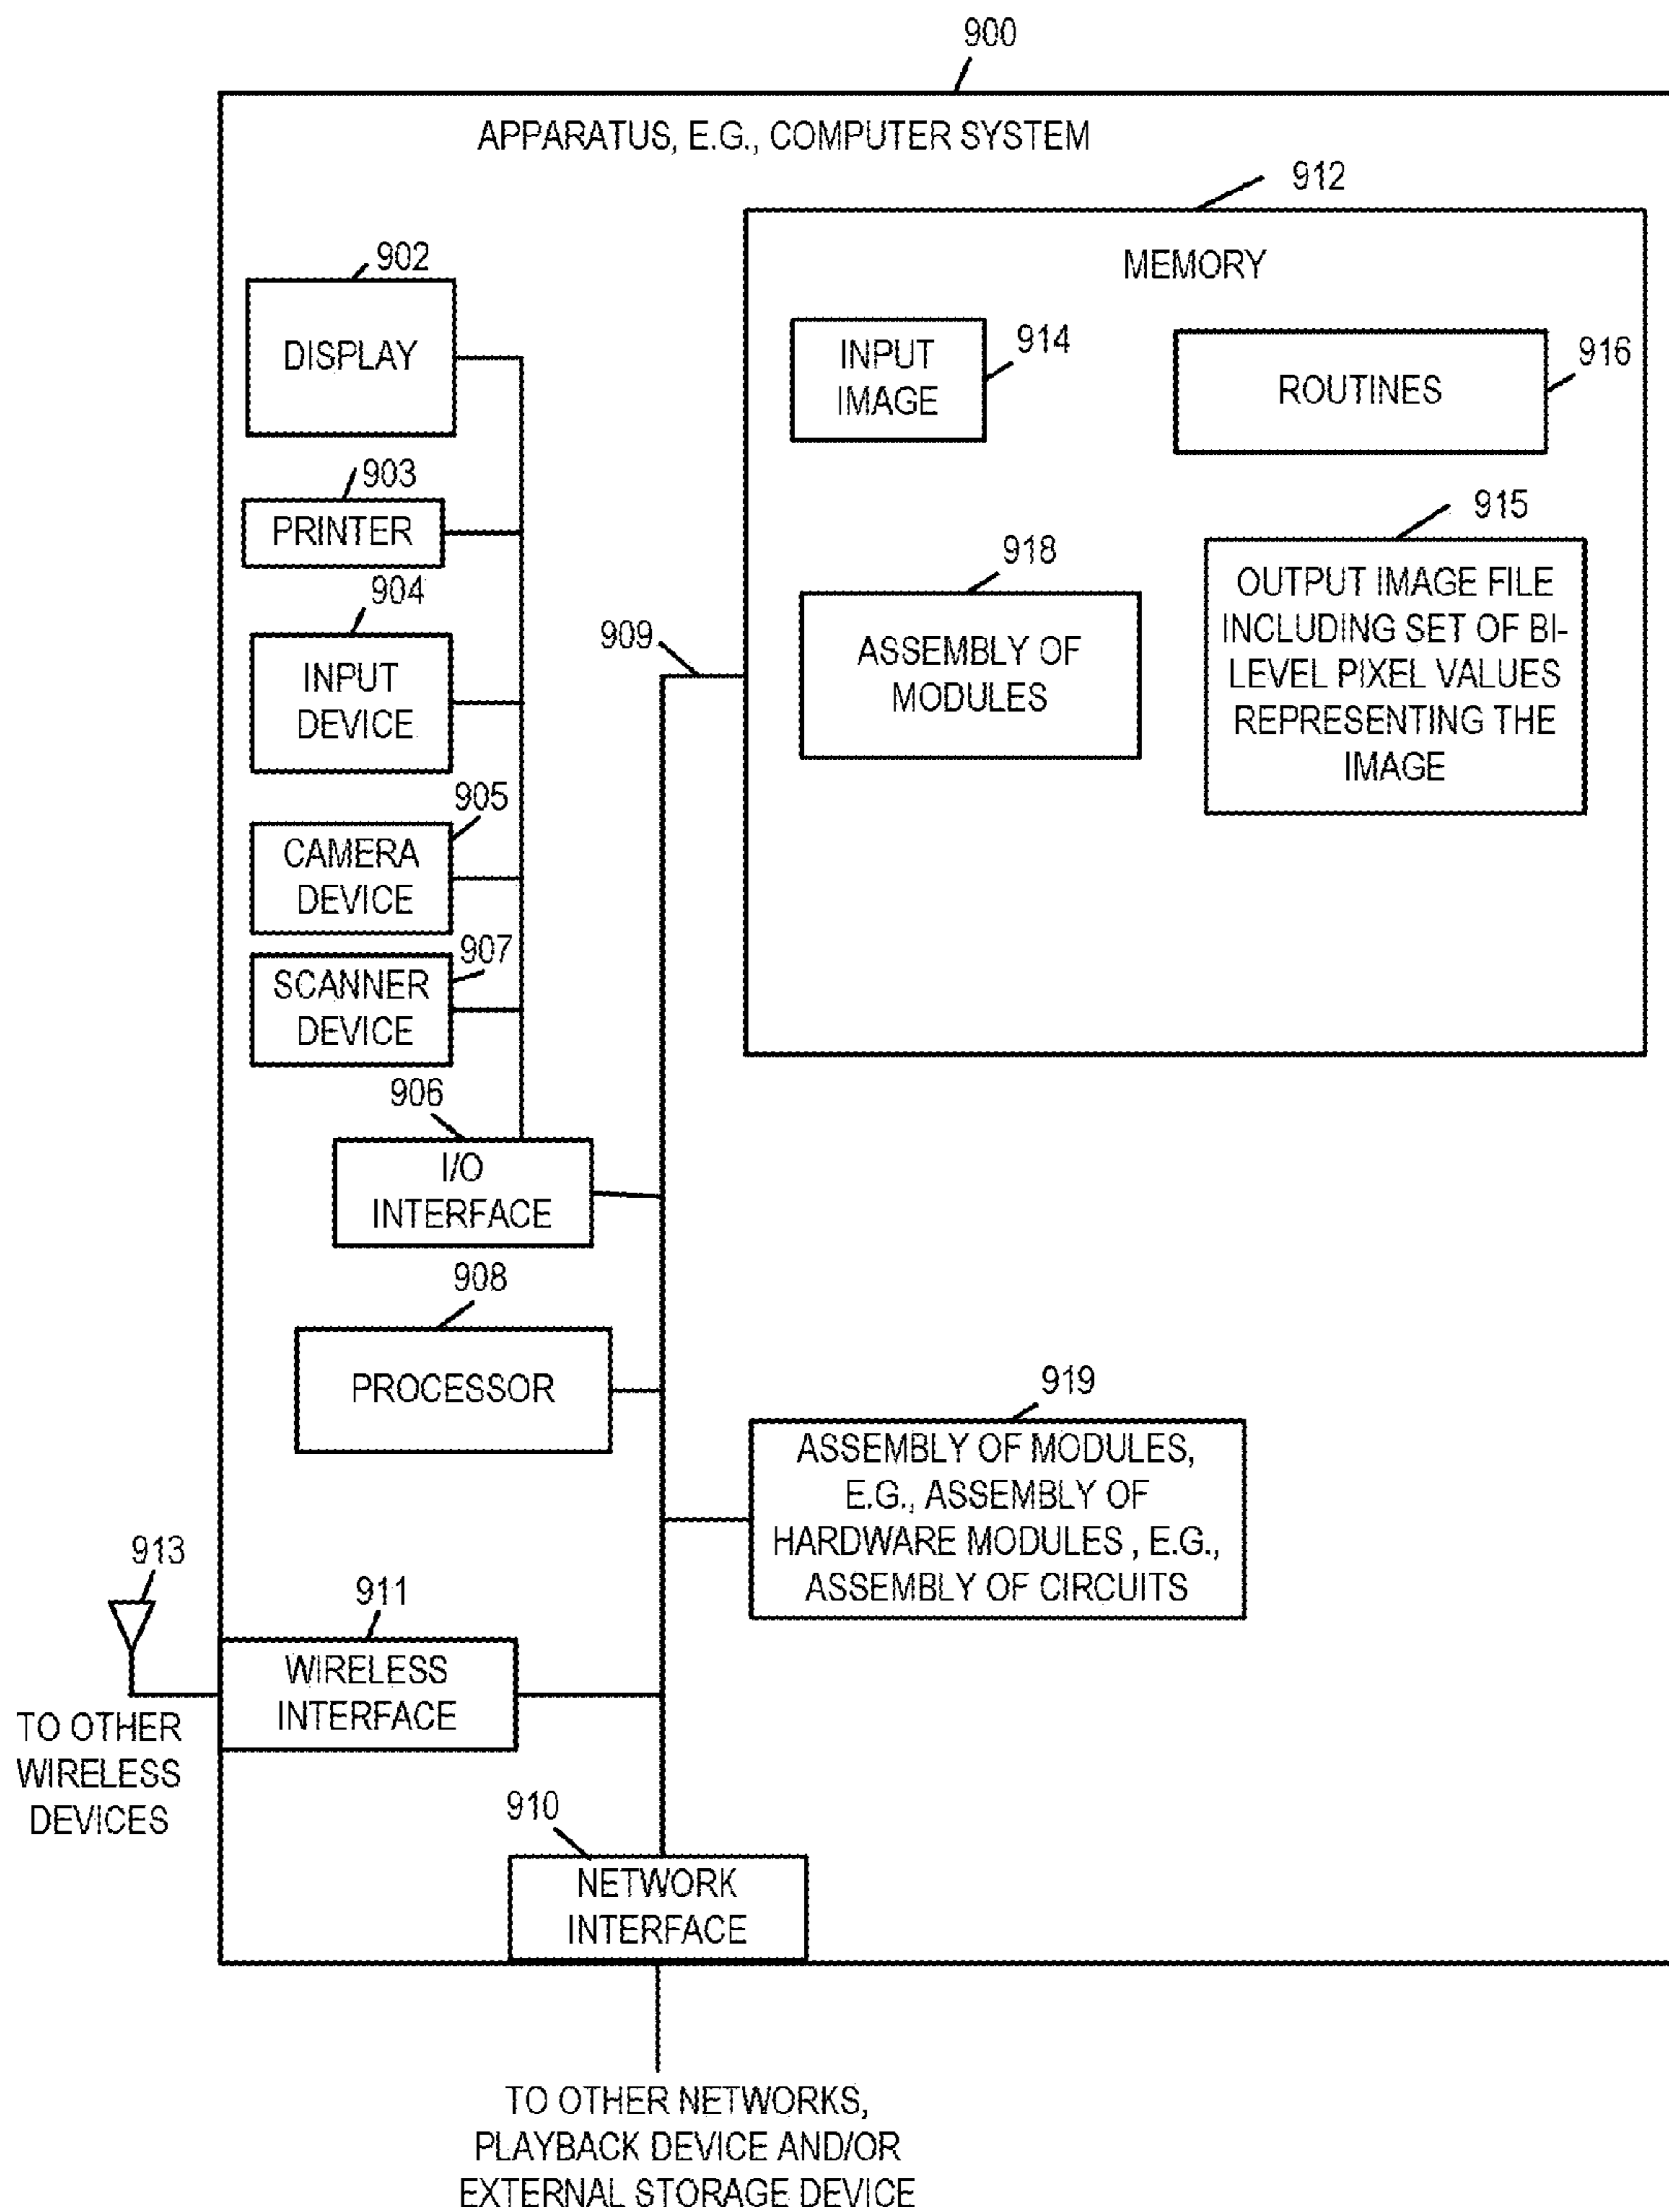 900
APPARATUS, E.G., COMPUTER SYSTEM
912
MEMORY
902
DISPLAY
INPUT
IMAGE
914
ROUTINES
916
903
PRINTER
915
OUTPUT IMAGE FILE
INCLUDING SET OF BI-
LEVEL PIXEL VALUES
REPRESENTING THE
IMAGE
918
ASSEMBLY OF
MODULES
904
INPUT
DEVICE
909
905
CAMERA
DEVICE
907
SCANNER
DEVICE
906
I/O
INTERFACE
908
PROCESSOR
919
ASSEMBLY OF MODULES,
E.G., ASSEMBLY OF
HARDWARE MODULES , E.G.,
ASSEMBLY OF CIRCUITS
913
911
WIRELESS
INTERFACE
TO OTHER
WIRELESS
DEVICES
910
NETWORK
INTERFACE
TO OTHER NETWORKS,
PLAYBACK DEVICE AND/OR
EXTERNAL STORAGE DEVICE